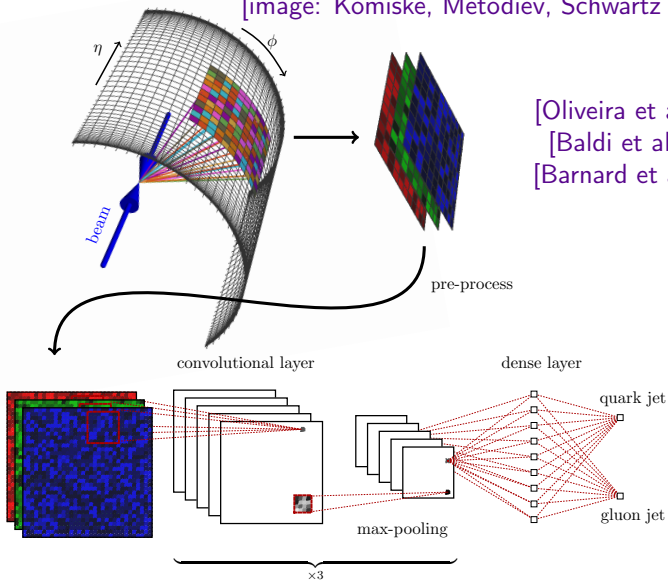 [image: Komiske, Metodiev, Schwartz
η
ϕ
[Oliveira et a
[Baldi et al
[Barnard et a
beam
pre-process
convolutional layer
dense layer
quark jet
gluon jet
max-pooling
×3